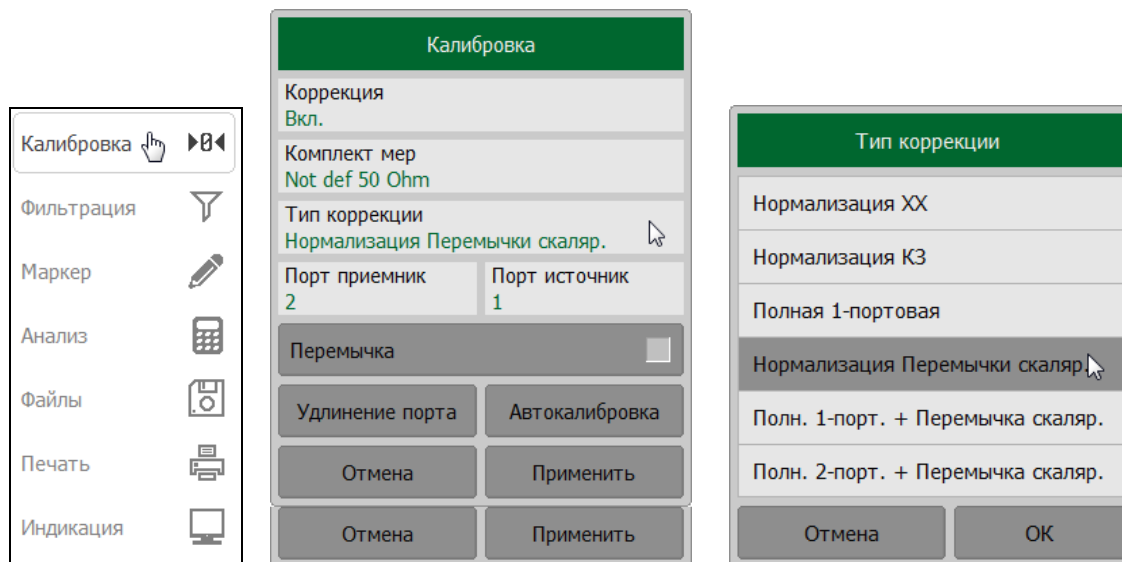 Калибровка
Фильтрация
Маркер
Анализ
Файлы
Печать
Индикация
Калибровка
Коррекция
Вкл.
Комплект мер
Not def 50 Ohm
Тип коррекции
Нормализация Перемычки скаляр.
Порт приемник Порт источник
2 1
Перемычка
Удлинение порта Автокалибровка
Отмена Применить
Отмена Применить
Тип коррекции
Нормализация ХХ
Нормализация КЗ
Полная 1-портовая
Нормализация Перемычки скаляр.
Полн. 1-порт. + Перемычка скаляр.
Полн. 2-порт. + Перемычка скаляр.
Отмена ОК